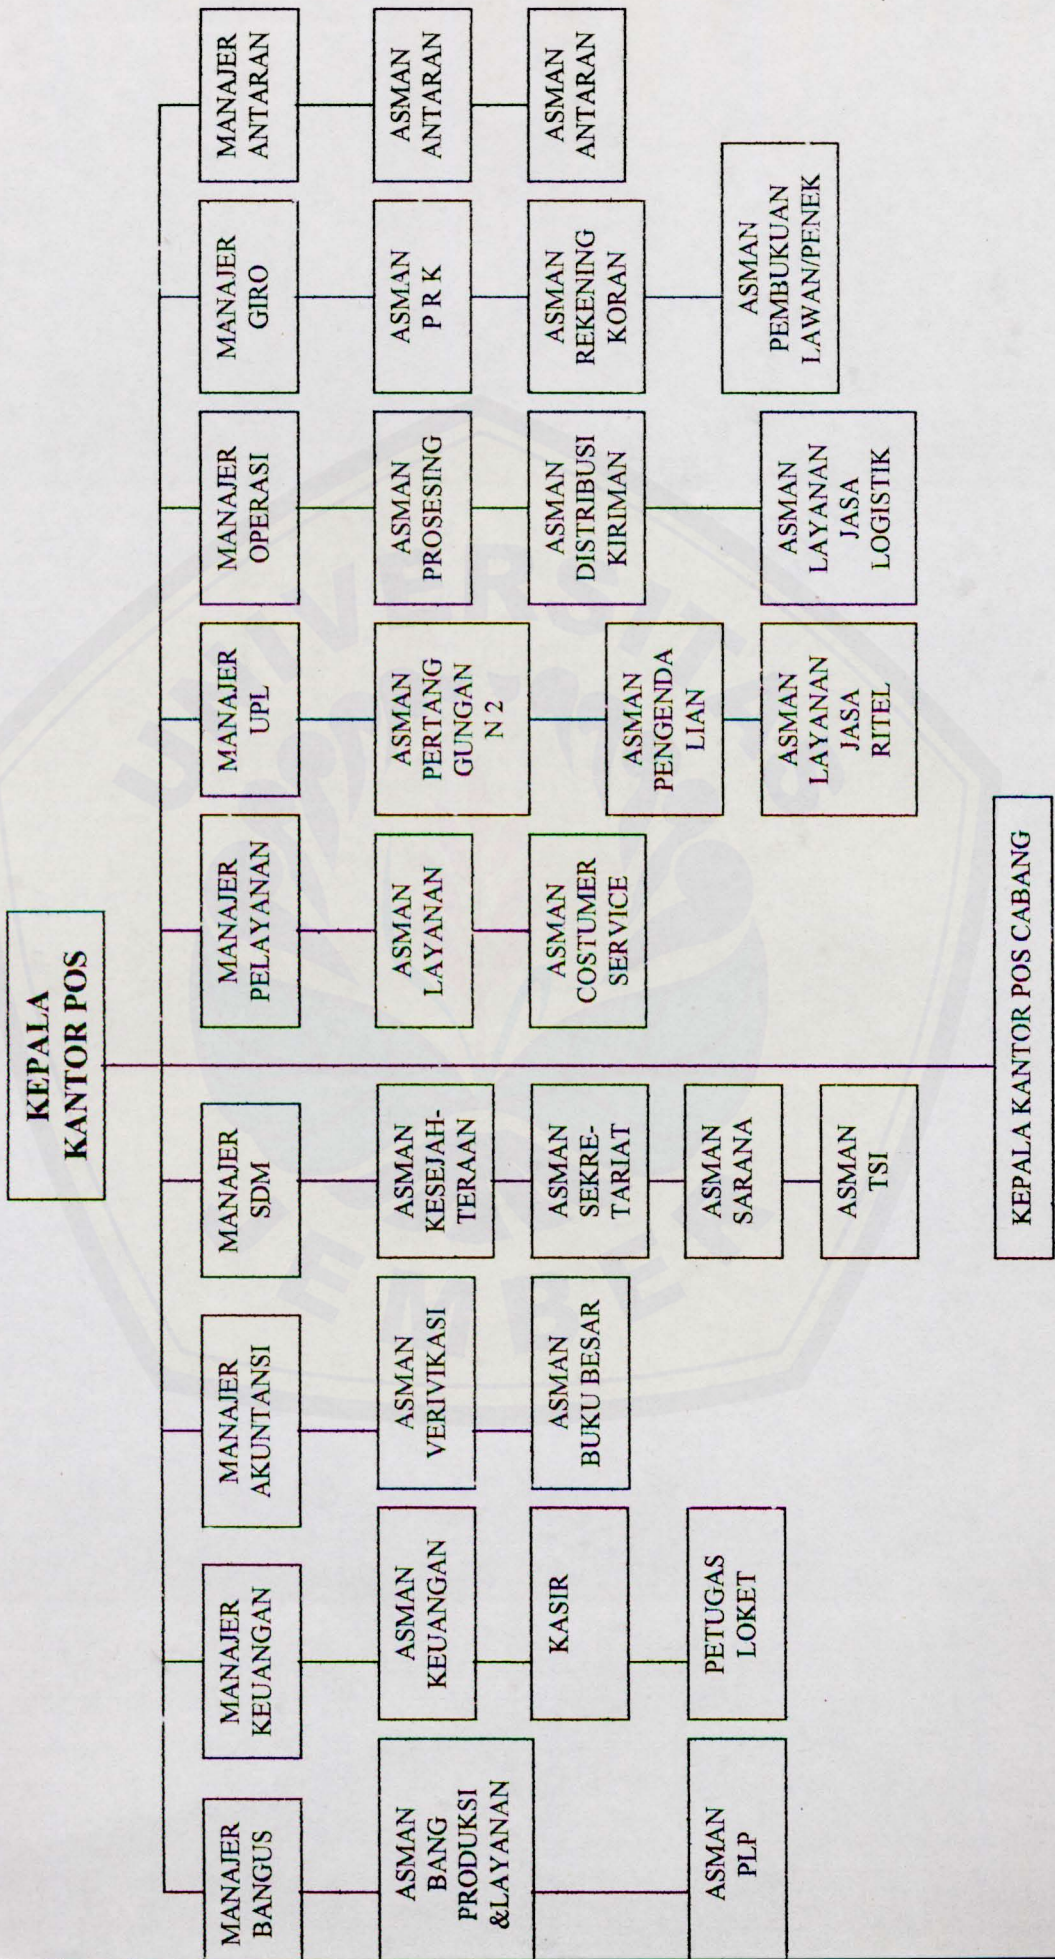 KEPALA
KANTOR POS
MANAJER
BANGUS
MANAJER
KEUANGAN
MANAJER
AKUNTANSI
MANAJER
SDM
MANAJER
PELAYANAN
MANAJER
UPL
MANAJER
OPERASI
MANAJER
GIRO
MANAJER
ANTARAN
ASMAN
BANG
PRODUKSI
&LAYANAN
ASMAN
KEUANGAN
ASMAN
VERIVIKASI
ASMAN
KESEJAH-
TERAAN
ASMAN
LAYANAN
ASMAN
PERTANG
GUNGAN
N 2
ASMAN
PROSESING
ASMAN
P R K
ASMAN
ANTARAN
KASIR
ASMAN
BUKU BESAR
ASMAN
SEKRE-
TARIAT
ASMAN
COSTUMER
SERVICE
ASMAN
PENGENDA
LIAN
ASMAN
DISTRIBUSI
KIRIMAN
ASMAN
REKENING
KORAN
ASMAN
ANTARAN
ASMAN
PLP
PETUGAS
LOKET
ASMAN
SARANA
ASMAN
LAYANAN
JASA
RITEL
ASMAN
LAYANAN
JASA
LOGISTIK
ASMAN
PEMBUKUAN
LAWAN/PENEK
ASMAN
TSI
KEPALA KANTOR POS CABANG
UNIVERSITAS
JEMBER